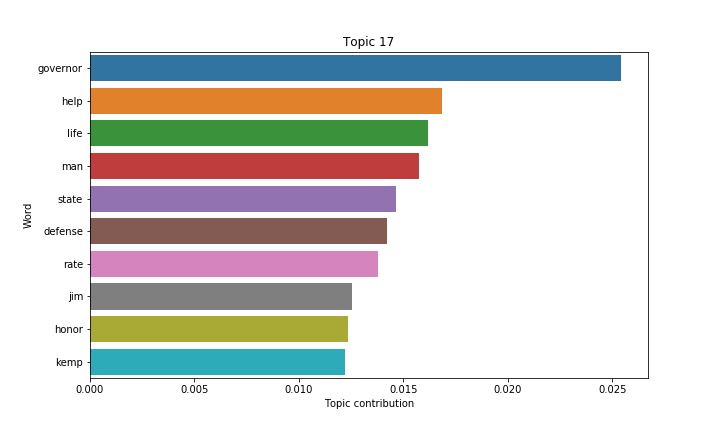 Topic 17
governor
help
life
man
state
defense
rate
jim
honor
kemp
Word
0.000 0.005 0.010 0.015 0.020 0.025
Topic contribution